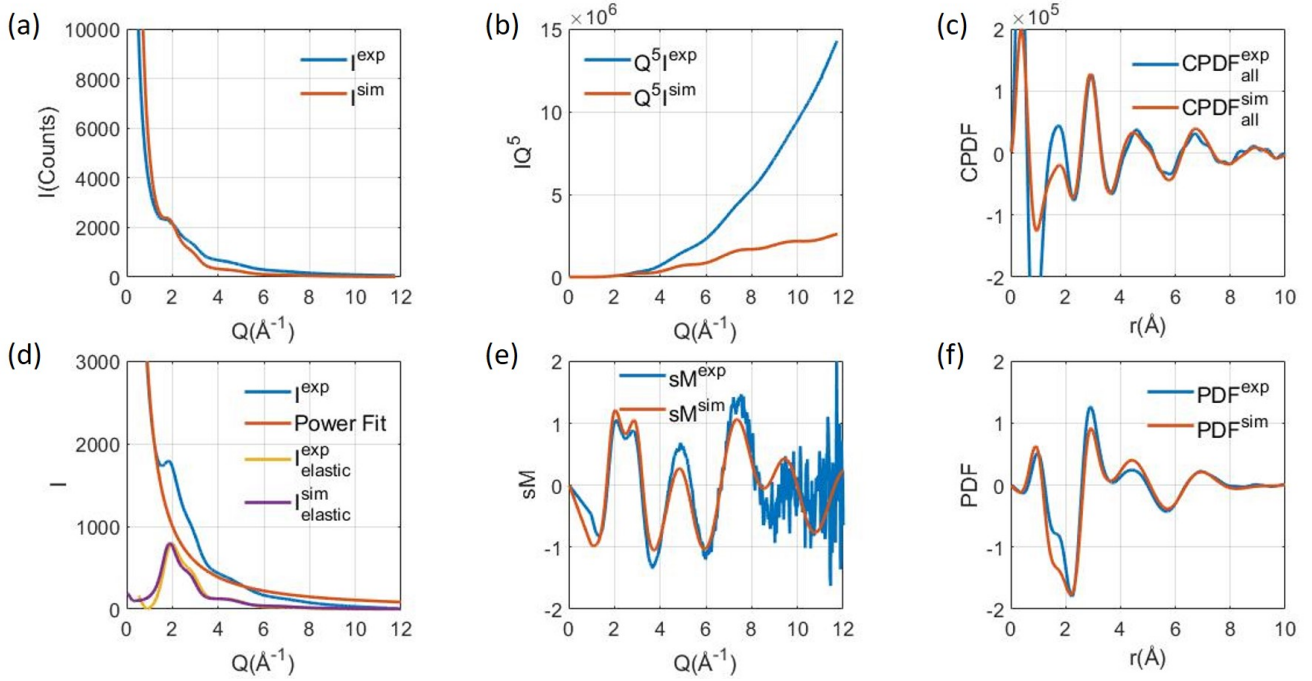 (a)
10000
8000
6000
4000
2000
0
I(Counts)
I^exp
I^sim
0 2 4 6 8 10 12
Q(Å^-1)
(b)
× 10^6
15
10
5
0
IQ^5
Q^5I^exp
Q^5I^sim
0 2 4 6 8 10 12
Q(Å^-1)
(c)
× 10^5
2
1
0
-1
-2
CPDF
CPDF^exp_all
CPDF^sim_all
0 2 4 6 8 10
r(Å)
(d)
3000
2000
1000
0
I
I^exp
Power Fit
I^exp_elastic
I^sim_elastic
0 2 4 6 8 10 12
Q(Å^-1)
(e)
2
1
0
-1
-2
sM
sM^exp
sM^sim
0 2 4 6 8 10 12
Q(Å^-1)
(f)
2
1
0
-1
-2
PDF
PDF^exp
PDF^sim
0 2 4 6 8 10
r(Å)